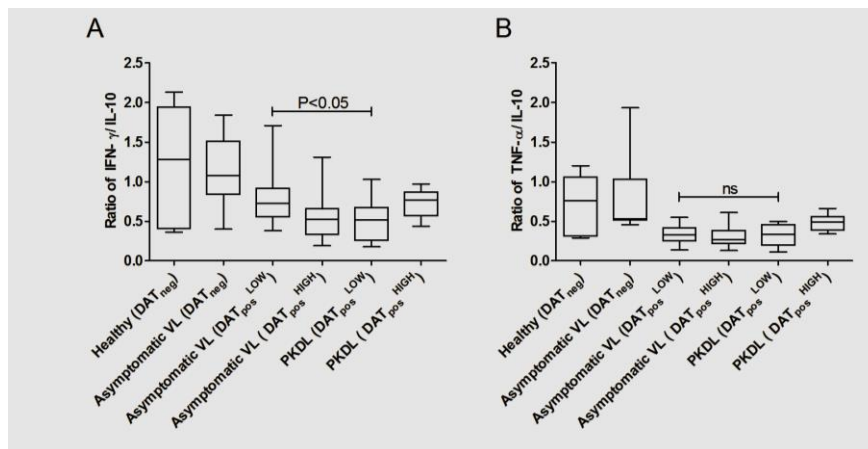 A
Ratio of IFN- γ/ IL-10
2.5
2.0
1.5
1.0
0.5
0.0
P<0.05
Healthy (DATneg)
Asymptomatic VL (DATneg)
Asymptomatic VL (DATpos LOW)
Asymptomatic VL ( DATpos HIGH)
PKDL (DATpos LOW)
PKDL ( DATpos HIGH)
B
Ratio of TNF-α/ IL-10
2.5
2.0
1.5
1.0
0.5
0.0
ns
Healthy (DATneg)
Asymptomatic VL (DATneg)
Asymptomatic VL (DATpos LOW)
Asymptomatic VL ( DATpos HIGH)
PKDL (DATpos LOW)
PKDL ( DATpos HIGH)